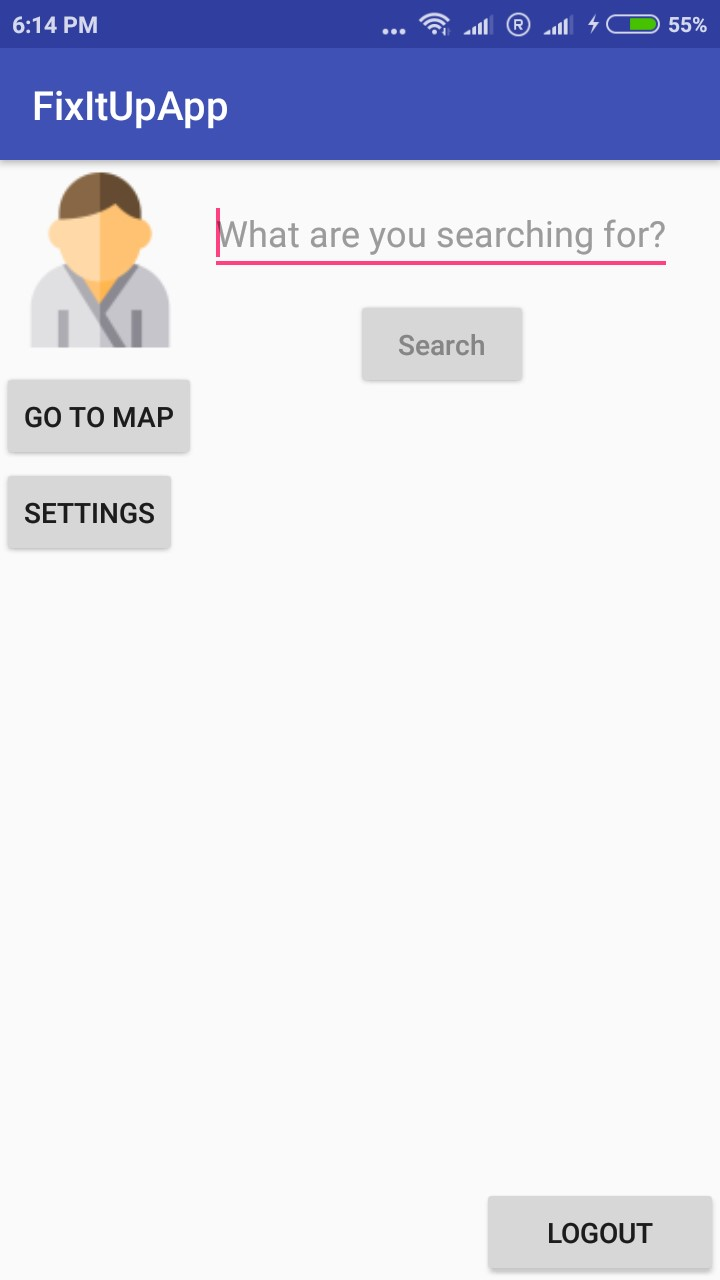 6:14 PM ... R 55%
FixItUpApp
What are you searching for?
Search
GO TO MAP
SETTINGS
LOGOUT